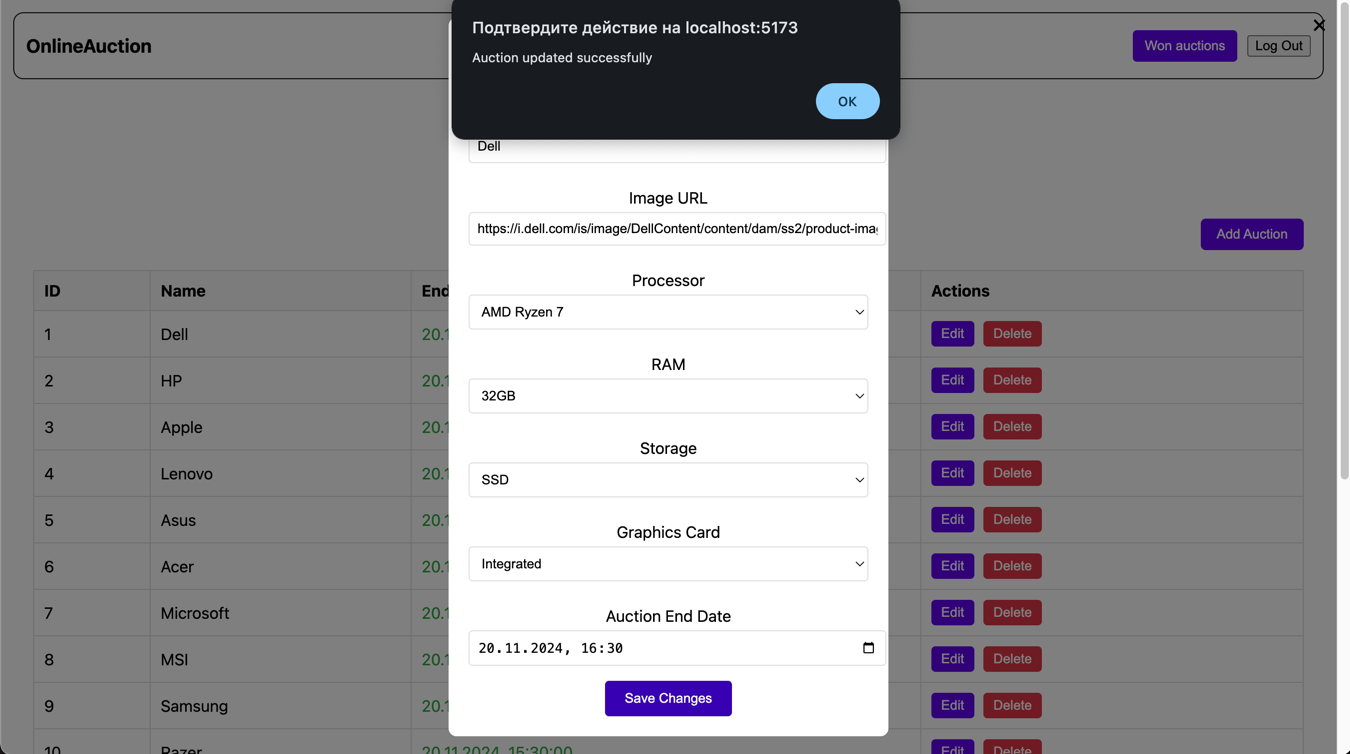 Подтвердите действие на localhost:5173
Auction updated successfully
OK
OnlineAuction
Won auctions
Log Out
Dell
Image URL
https://i.dell.com/is/image/DellContent/content/dam/ss2/product-ima
Processor
AMD Ryzen 7
RAM
32GB
Storage
SSD
Graphics Card
Integrated
Auction End Date
20.11.2024, 16:30
Save Changes
Add Auction
ID Name End Actions
1 Dell 20.1 Edit Delete
2 HP 20.1 Edit Delete
3 Apple 20.1 Edit Delete
4 Lenovo 20.1 Edit Delete
5 Asus 20.1 Edit Delete
6 Acer 20.1 Edit Delete
7 Microsoft 20.1 Edit Delete
8 MSI 20.1 Edit Delete
9 Samsung 20.1 Edit Delete
10 Razer 20.11.2024, 15:30:00 Edit Delete